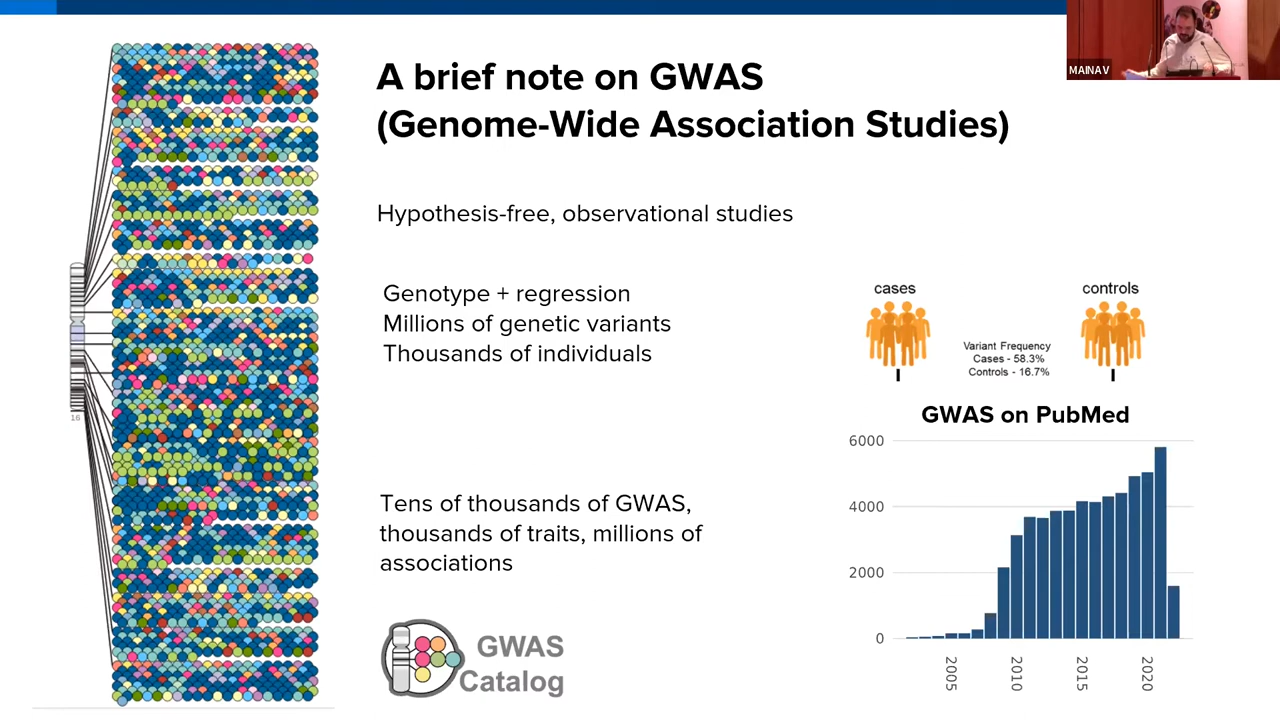 MAINAV
A brief note on GWAS
(Genome-Wide Association Studies)
Hypothesis-free, observational studies
Genotype + regression
Millions of genetic variants
Thousands of individuals
cases
controls
Variant Frequency
Cases - 58.3%
Controls - 16.7%
GWAS on PubMed
6000
4000
2000
0
2005
2010
2015
2020
16
Tens of thousands of GWAS,
thousands of traits, millions of
associations
GWAS
Catalog